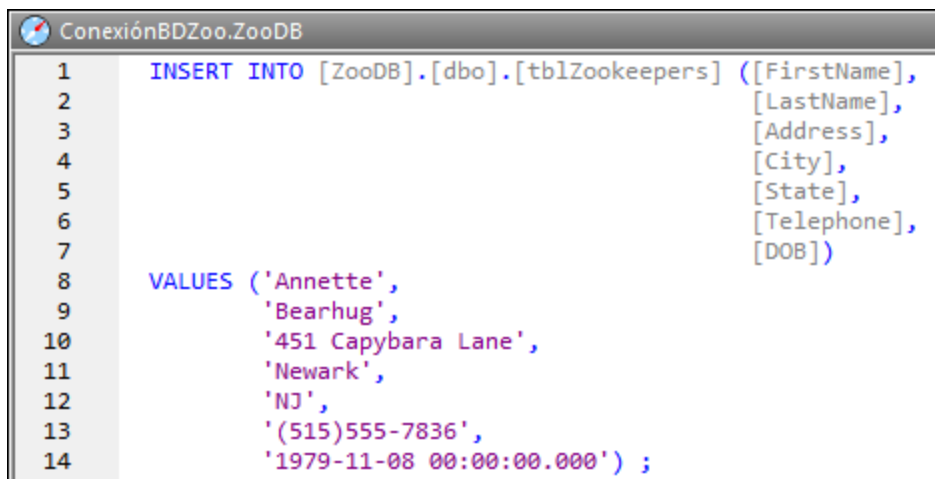 ConexiónBDZoo.ZooDB
1 INSERT INTO [ZooDB].[dbo].[tblZookeepers] ([FirstName],
2 [LastName],
3 [Address],
4 [City],
5 [State],
6 [Telephone],
7 [DOB])
8 VALUES ('Annette',
9 'Bearhug',
10 '451 Capybara Lane',
11 'Newark',
12 'NJ',
13 '(515)555-7836',
14 '1979-11-08 00:00:00.000') ;